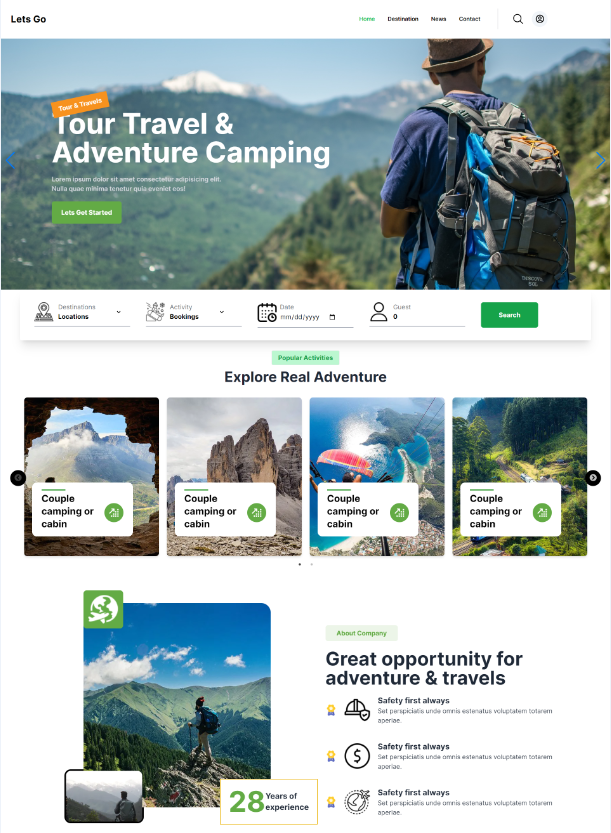 Lets Go
Home Destination News Contact
Tour & Travels
Tour Travel &
Adventure Camping
Lorem ipsum dolor sit amet consectetur adipisicing elit.
Nulla quae minima tenetur quia eveniet eos!
Lets Get Started
Destinations
Locations
Activity
Bookings
Date
mm/dd/yyyy
Guest
0
Search
Popular Activities
Explore Real Adventure
Couple
camping or
cabin
Couple
camping or
cabin
Couple
camping or
cabin
Couple
camping or
cabin
About Company
Great opportunity for
adventure & travels
Safety first always
Set perspiciatis unde omnis estenatus voluptatem totarem
aperiae.
Safety first always
Set perspiciatis unde omnis estenatus voluptatem totarem
aperiae.
Safety first always
Set perspiciatis unde omnis estenatus voluptatem totarem
aperiae.
28 Years of
experience